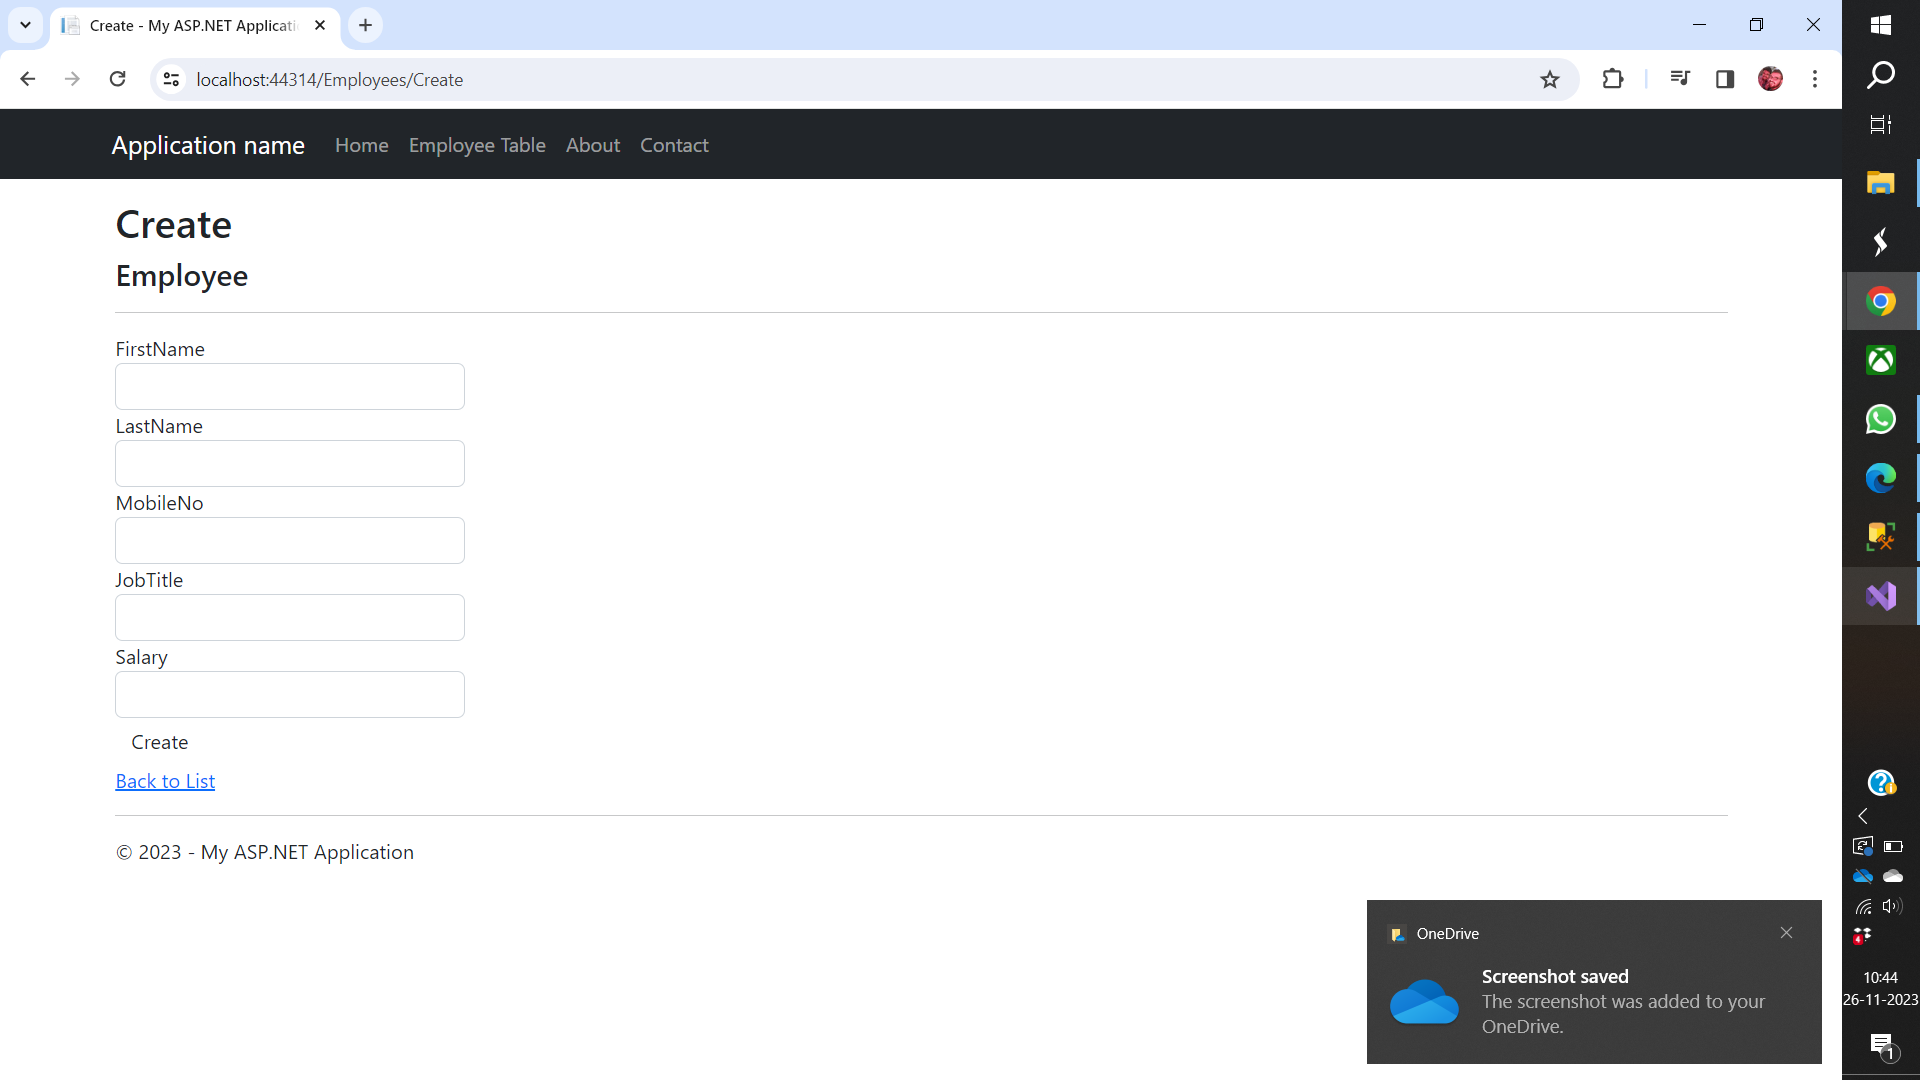 Create - My ASP.NET Applicati
localhost:44314/Employees/Create
Application name Home Employee Table About Contact
Create
Employee
FirstName
LastName
MobileNo
JobTitle
Salary
Create
Back to List
© 2023 - My ASP.NET Application
OneDrive
Screenshot saved
The screenshot was added to your
OneDrive.
4
10:44
26-11-2023
1